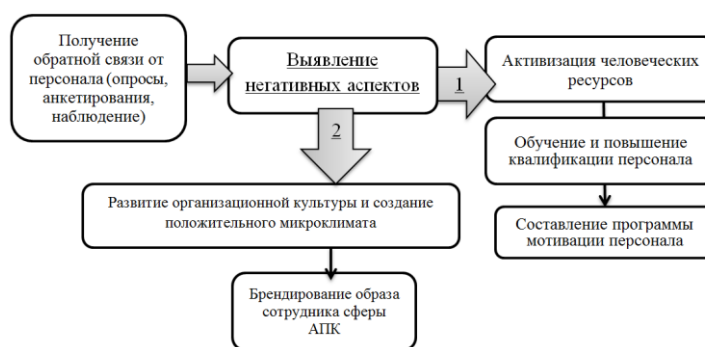 Получение
обратной связи от
персонала (опросы,
анкетирования,
наблюдение)
Выявление
негативных аспектов
1
Активизация человеческих
ресурсов
Обучение и повышение
квалификации персонала
Составление программы
мотивации персонала
2
Развитие организационной культуры и создание
положительного микроклимата
Брендирование образа
сотрудника сферы
АПК